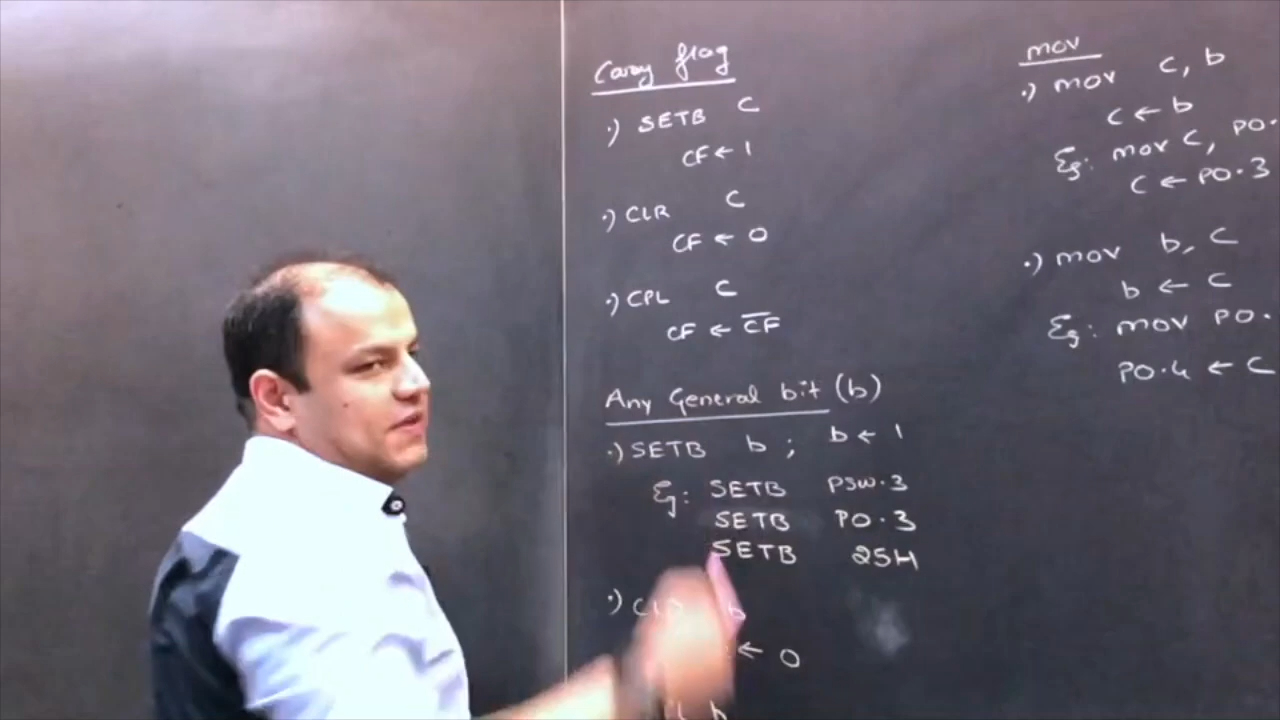 Carry flag
•) SETB C
CF ← 1
•) CLR C
CF ← 0
•) CPL C
CF ← C̅F̅
Any General bit (b)
•) SETB b ; b ← 1
Eg: SETB PSW.3
SETB P0.3
SETB 25H
•) CLR b
← 0
b
mov
•) mov C, b
C ← b
Eg: mov C, P0.
C ← P0.3
•) mov b, C
b ← C
Eg: mov P0.
P0.4 ← C